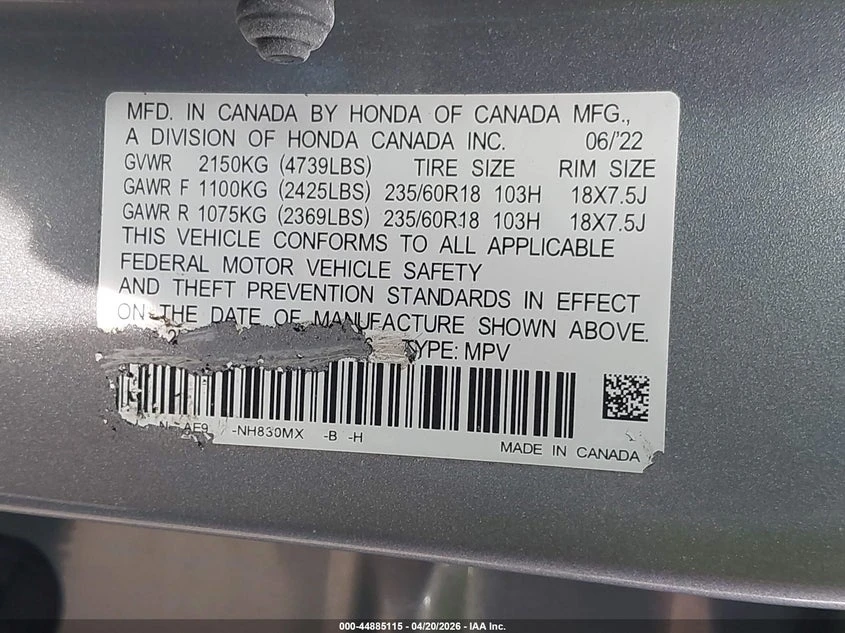 MFD. IN CANADA BY HONDA OF CANADA MFG.,
A DIVISION OF HONDA CANADA INC. 06/'22
GVWR 2150KG (4739LBS) TIRE SIZE RIM SIZE
GAWR F 1100KG (2425LBS) 235/60R18 103H 18X7.5J
GAWR R 1075KG (2369LBS) 235/60R18 103H 18X7.5J
THIS VEHICLE CONFORMS TO ALL APPLICABLE
FEDERAL MOTOR VEHICLE SAFETY
AND THEFT PREVENTION STANDARDS IN EFFECT
ON THE DATE OF MANUFACTURE SHOWN ABOVE.
TYPE: MPV
-NH830MX -B -H
MADE IN CANADA
000-44885115 - 04/20/2026 - IAA Inc.